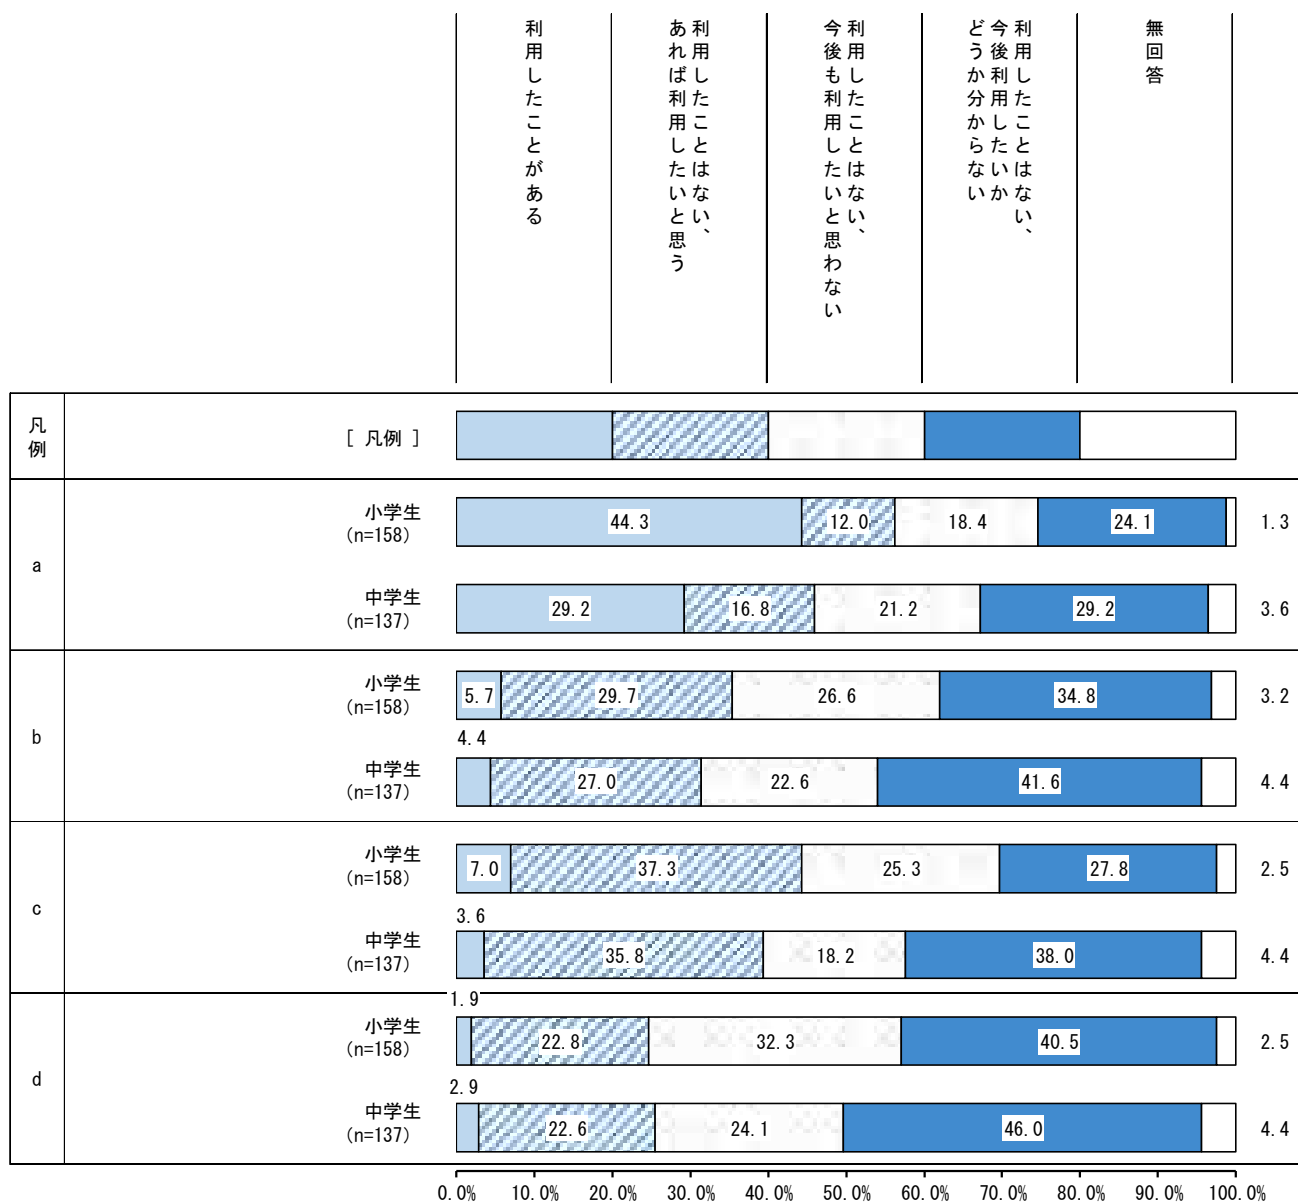 利用したことがある
利用したことはない、
あれば利用したいと思う
利用したことはない、
今後も利用したいと思わない
利用したことはない、
今後利用したいか
どうか分からない
無回答
凡例
[ 凡例 ]
a
小学生
(n=158)
44.3 12.0 18.4 24.1 1.3
中学生
(n=137)
29.2 16.8 21.2 29.2 3.6
b
小学生
(n=158)
5.7 29.7 26.6 34.8 3.2
中学生
(n=137)
4.4 27.0 22.6 41.6 4.4
c
小学生
(n=158)
7.0 37.3 25.3 27.8 2.5
中学生
(n=137)
3.6 35.8 18.2 38.0 4.4
d
小学生
(n=158)
1.9 22.8 32.3 40.5 2.5
中学生
(n=137)
2.9 22.6 24.1 46.0 4.4
0.0% 10.0% 20.0% 30.0% 40.0% 50.0% 60.0% 70.0% 80.0% 90.0% 100.0%